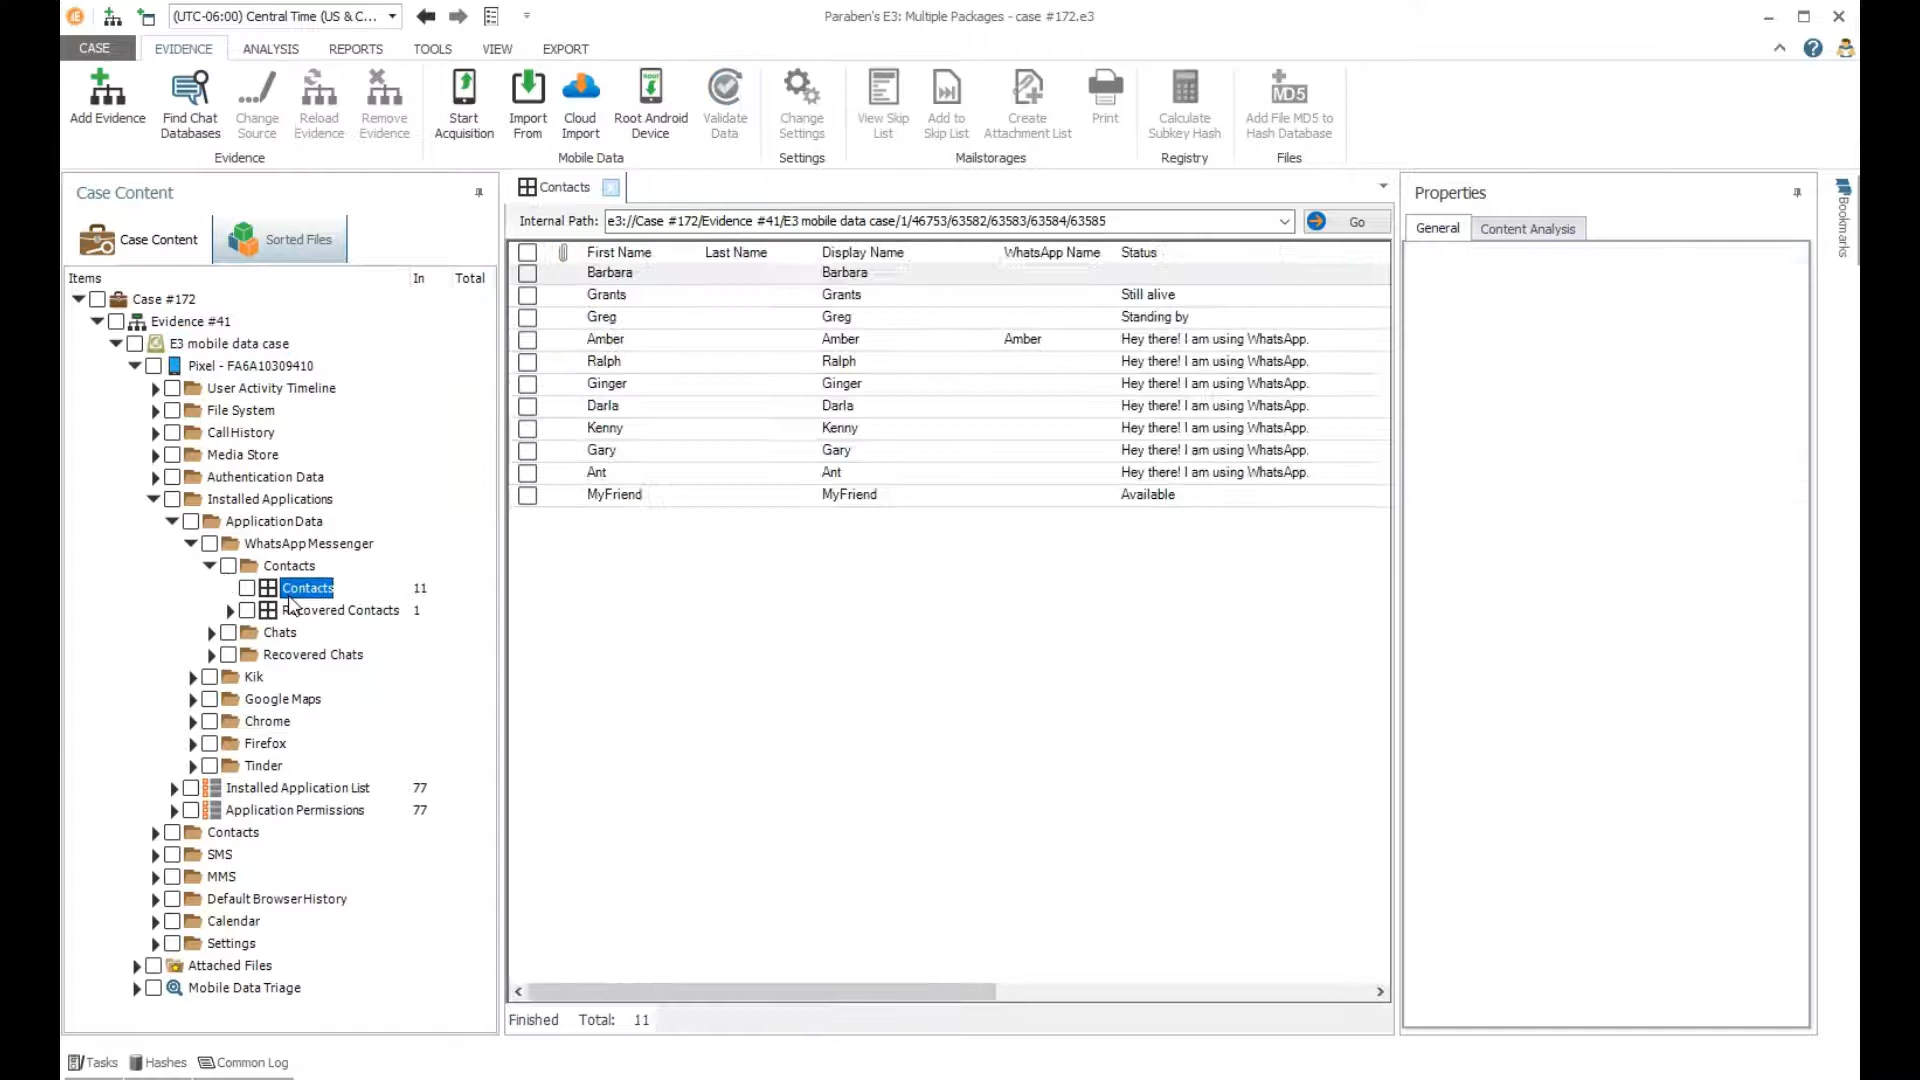 (UTC-06:00) Central Time (US & C...
Paraben's E3: Multiple Packages - case #172.e3
CASE EVIDENCE ANALYSIS REPORTS TOOLS VIEW EXPORT
Add Evidence
Find Chat Databases
Change Source
Reload Evidence
Remove Evidence
Evidence
Start Acquisition
Import From
Cloud Import
Root Android Device
Validate Data
Mobile Data
Change Settings
Settings
View Skip List
Add to Skip List
Create Attachment List
Print
Mailstorages
Calculate Subkey Hash
Registry
MD5
Add File MD5 to Hash Database
Files
Case Content
Case Content Sorted Files
Items In Total
Case #172
Evidence #41
E3 mobile data case
Pixel - FA6A10309410
User Activity Timeline
File System
Call History
Media Store
Authentication Data
Installed Applications
Application Data
WhatsApp Messenger
Contacts
Contacts 11
Recovered Contacts 1
Chats
Recovered Chats
Kik
Google Maps
Chrome
Firefox
Tinder
Installed Application List 77
Application Permissions 77
Contacts
SMS
MMS
Default Browser History
Calendar
Settings
Attached Files
Mobile Data Triage
Contacts
Internal Path: e3://Case #172/Evidence #41/E3 mobile data case/1/46753/63582/63583/63584/63585 Go
First Name Last Name Display Name WhatsApp Name Status
Barbara Barbara
Grants Grants Still alive
Greg Greg Standing by
Amber Amber Amber Hey there! I am using WhatsApp.
Ralph Ralph Hey there! I am using WhatsApp.
Ginger Ginger Hey there! I am using WhatsApp.
Darla Darla Hey there! I am using WhatsApp.
Kenny Kenny Hey there! I am using WhatsApp.
Gary Gary Hey there! I am using WhatsApp.
Ant Ant Hey there! I am using WhatsApp.
MyFriend MyFriend Available
Finished Total: 11
Properties
General Content Analysis
Bookmarks
Tasks Hashes Common Log